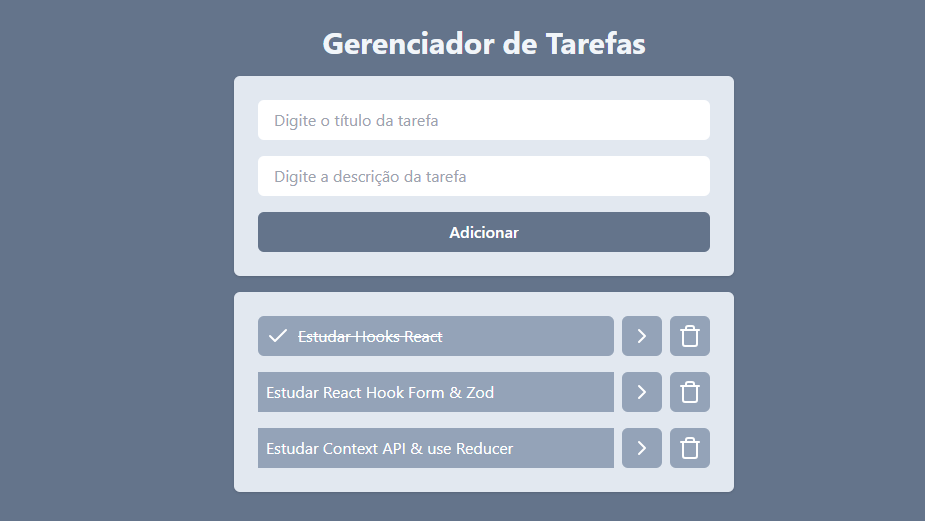 Gerenciador de Tarefas
Digite o título da tarefa
Digite a descrição da tarefa
Adicionar
Estudar Hooks React
Estudar React Hook Form & Zod
Estudar Context API & use Reducer